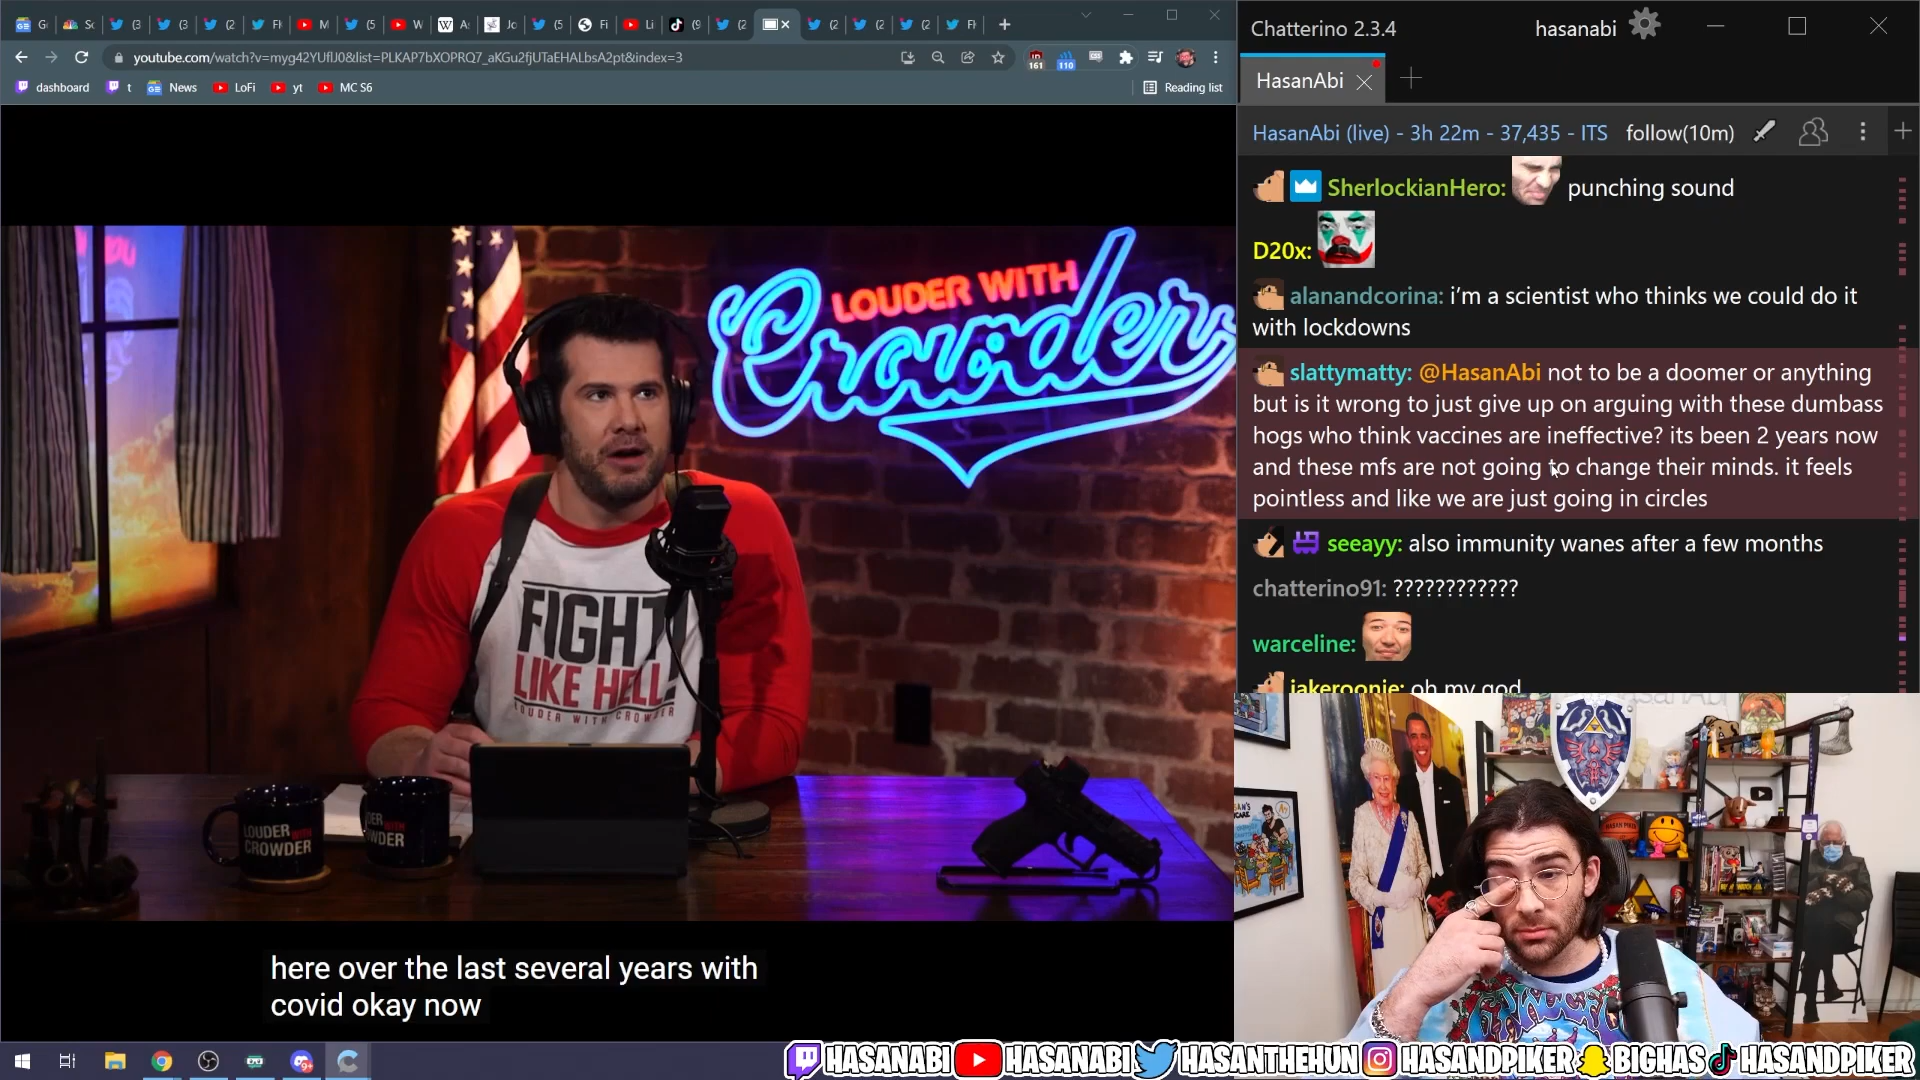 Chatterino 2.3.4
hasanabi
youtube.com/watch?v=myg42YUflJ0&list=PLKAP7bXOPRQ7_aKGu2fjUTaEHALbsA2pt&index=3
161
110
dashboard
t
News
LoFi
yt
MC S6
Reading list
HasanAbi
HasanAbi (live) - 3h 22m - 37,435 - ITS
follow(10m)
SherlockianHero: punching sound
D20x:
alanandcorina: i'm a scientist who thinks we could do it
with lockdowns
slattymatty: @HasanAbi not to be a doomer or anything
but is it wrong to just give up on arguing with these dumbass
hogs who think vaccines are ineffective? its been 2 years now
and these mfs are not going to change their minds. it feels
pointless and like we are just going in circles
seeayy: also immunity wanes after a few months
chatterino91: ????????????
warceline:
jakeroonie: oh my god
LOUDER WITH
Crowder
FIGHT
LIKE HELL
LOUDER WITH CROWDER
LOUDER WITH
CROWDER
here over the last several years with
covid okay now
HASANABI
HASANABI
HASANTHEHUN
HASANDPIKER
BIGHAS
HASANDPIKER